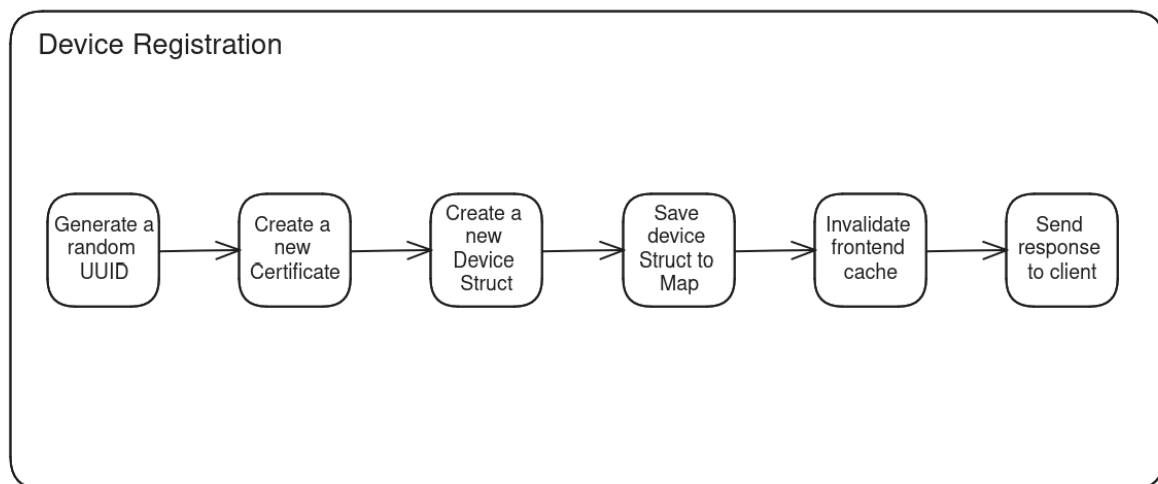 Device Registration
Generate a
random
UUID
Create a
new
Certificate
Create a
new
Device
Struct
Save
device
Struct to
Map
Invalidate
frontend
cache
Send
response
to client